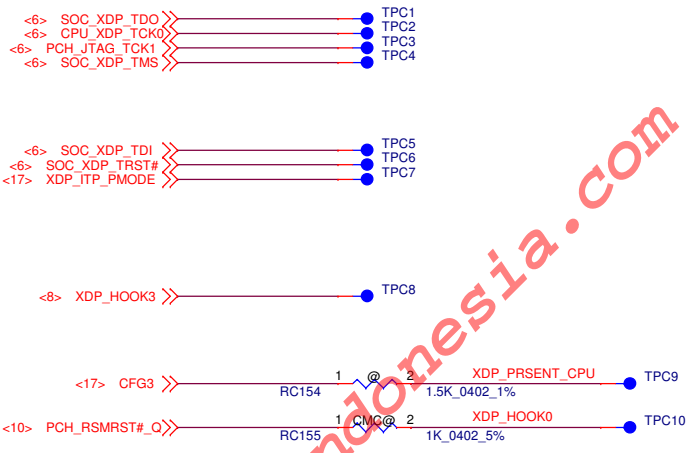 <6> SOC_XDP_TDO TPC1
<6> CPU_XDP_TCK0 TPC2
<6> PCH_JTAG_TCK1 TPC3
<6> SOC_XDP_TMS TPC4
<6> SOC_XDP_TDI TPC5
<6> SOC_XDP_TRST# TPC6
<17> XDP_ITP_PMODE TPC7
<8> XDP_HOOK3 TPC8
<17> CFG3 1 @ 2 XDP_PRSENT_CPU TPC9
RC154 1.5K_0402_1%
<10> PCH_RSMRST#_Q 1 CMC@ 2 XDP_HOOK0 TPC10
RC155 1K_0402_5%
ndonesia.com